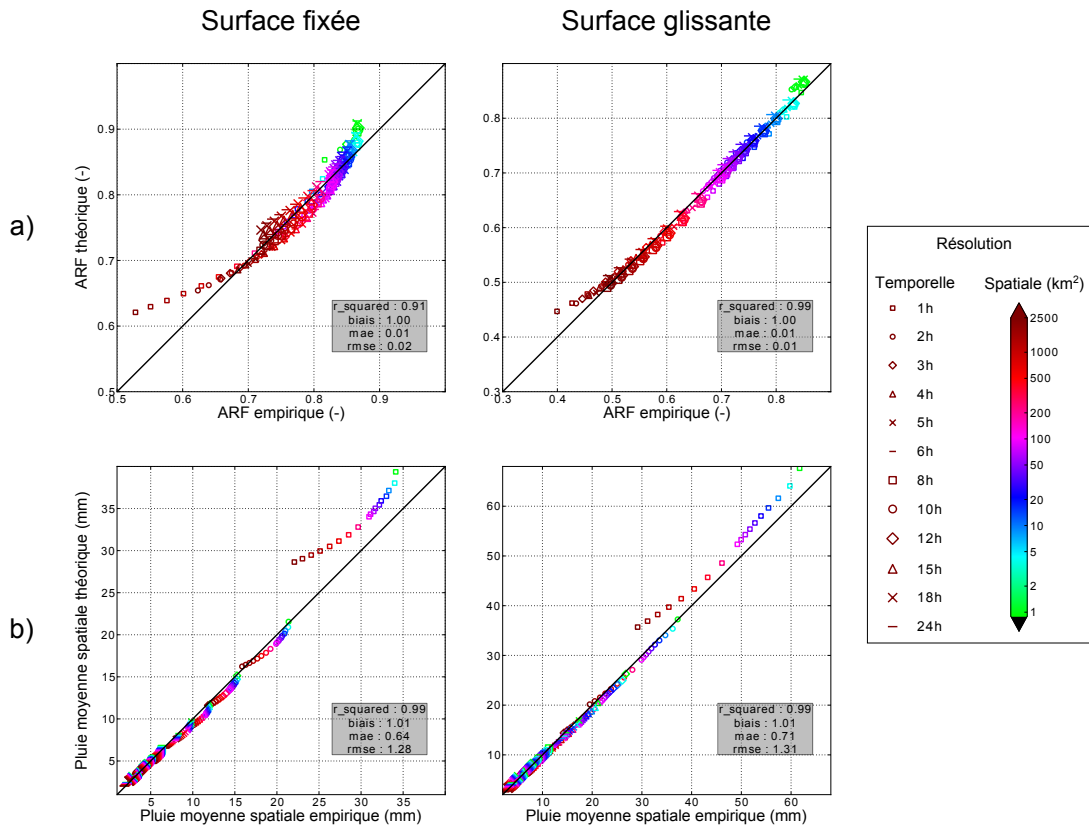 Surface fixée
Surface glissante
a)
ARF théorique (-)
0.9
0.8
0.7
0.6
0.5
0.5
0.6
0.7
0.8
0.9
ARF empirique (-)
r_squared : 0.91
biais : 1.00
mae : 0.01
rmse : 0.02
0.8
0.7
0.6
0.5
0.4
0.3
0.3
0.4
0.5
0.6
0.7
0.8
ARF empirique (-)
r_squared : 0.99
biais : 1.00
mae : 0.01
rmse : 0.01
b)
Pluie moyenne spatiale théorique (mm)
35
30
25
20
15
10
5
5
10
15
20
25
30
35
Pluie moyenne spatiale empirique (mm)
r_squared : 0.99
biais : 1.01
mae : 0.64
rmse : 1.28
60
50
40
30
20
10
10
20
30
40
50
60
Pluie moyenne spatiale empirique (mm)
r_squared : 0.99
biais : 1.01
mae : 0.71
rmse : 1.31
Résolution
Temporelle
Spatiale (km²)
1h
2h
3h
4h
5h
6h
8h
10h
12h
15h
18h
24h
2500
1000
500
200
100
50
20
10
5
2
1